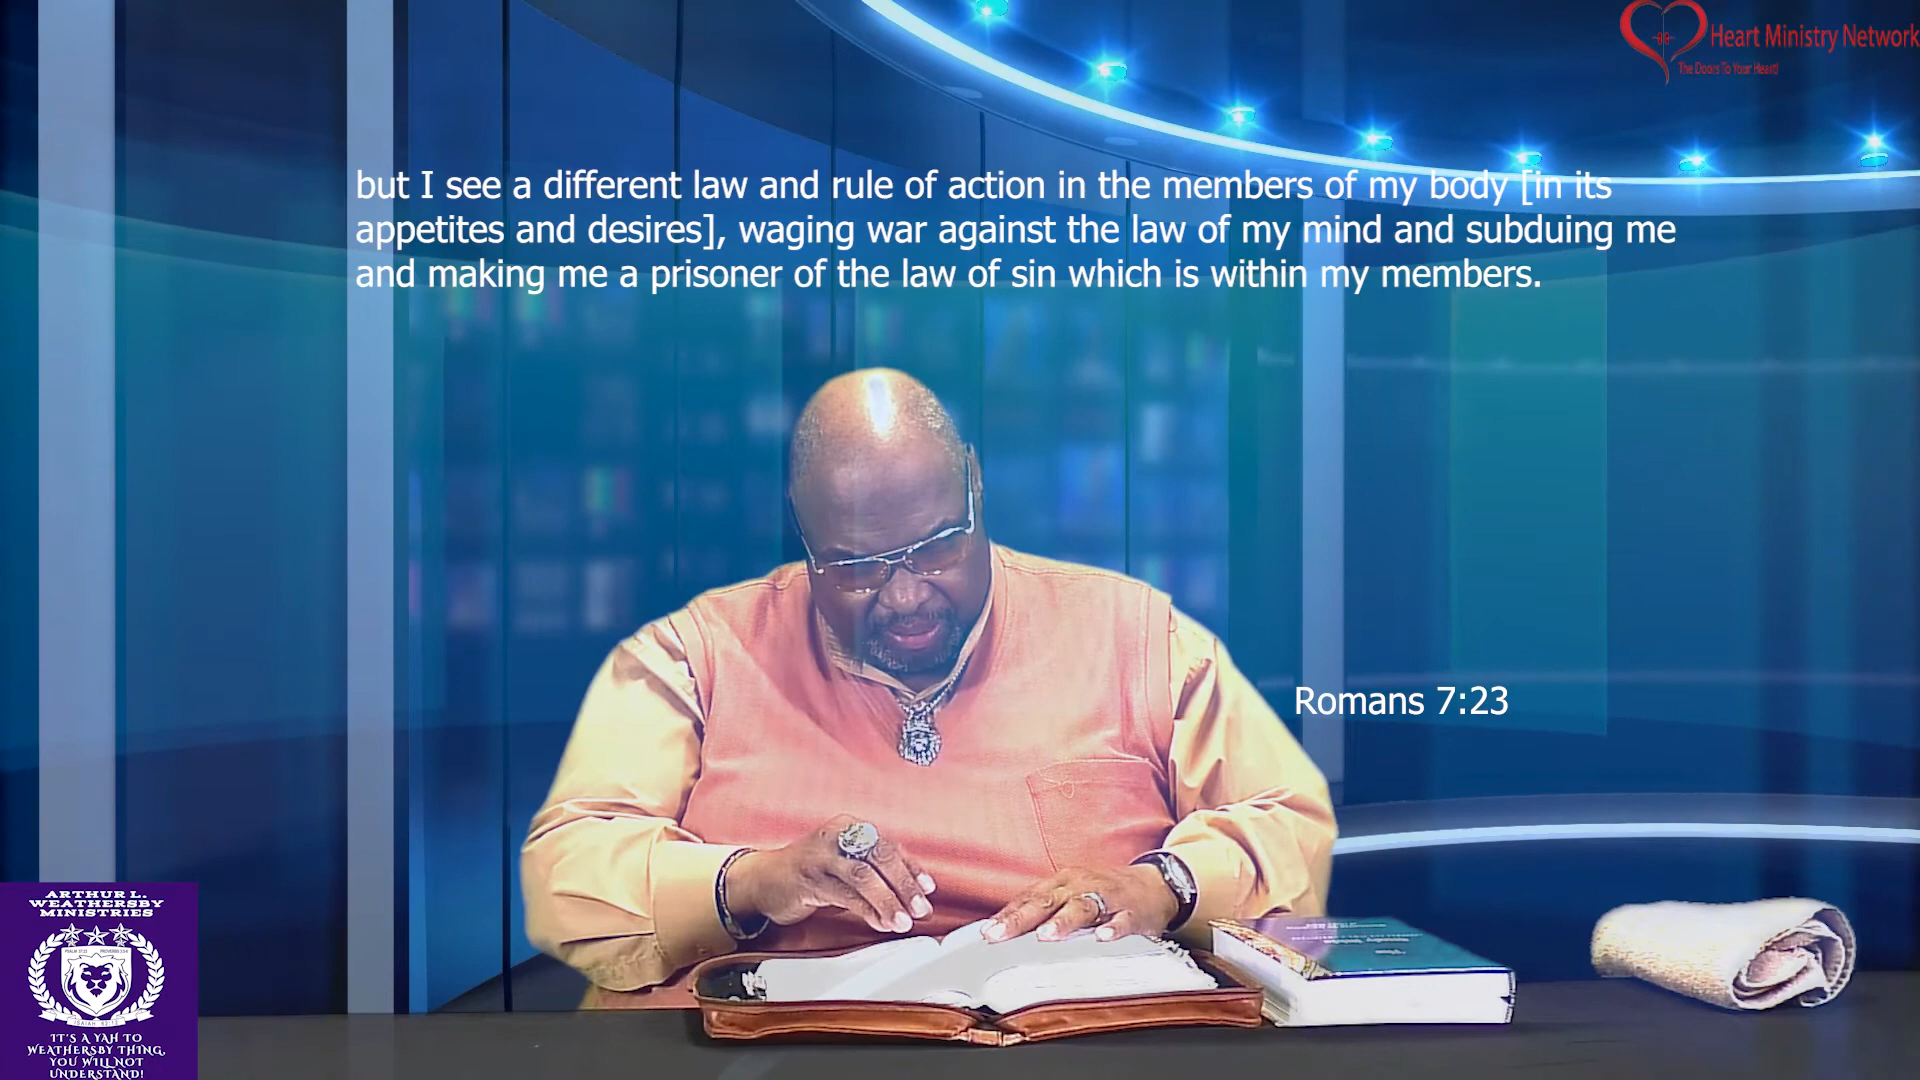 Heart Ministry Network
The Doors To Your Heart!
but I see a different law and rule of action in the members of my body [in its
appetites and desires], waging war against the law of my mind and subduing me
and making me a prisoner of the law of sin which is within my members.
Romans 7:23
ARTHUR L.
WEATHERSBY
MINISTRIES
ISAIAH 62:12
IT'S A YAH TO
WEATHERSBY THING,
YOU WILL NOT
UNDERSTAND!